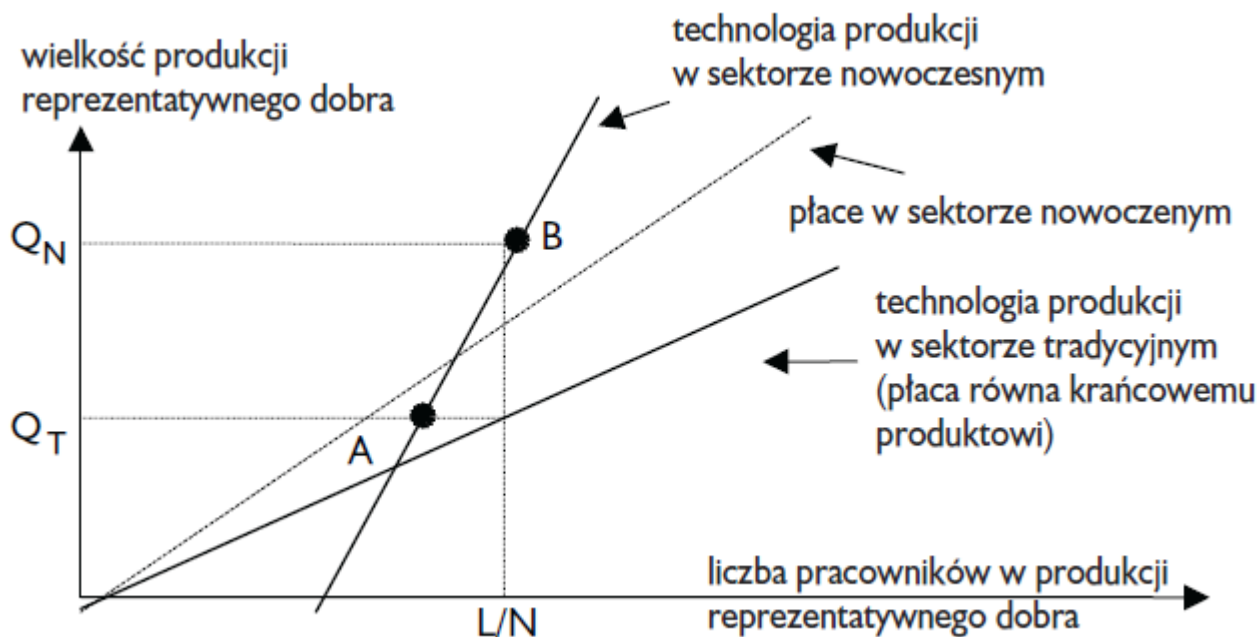 wielkość produkcji
reprezentatywnego dobra
technologia produkcji
w sektorze nowoczesnym
płace w sektorze nowoczenym
technologia produkcji
w sektorze tradycyjnym
(płaca równa krańcowemu
produktowi)
Q_N
B
Q_T
A
liczba pracowników w produkcji
reprezentatywnego dobra
L/N